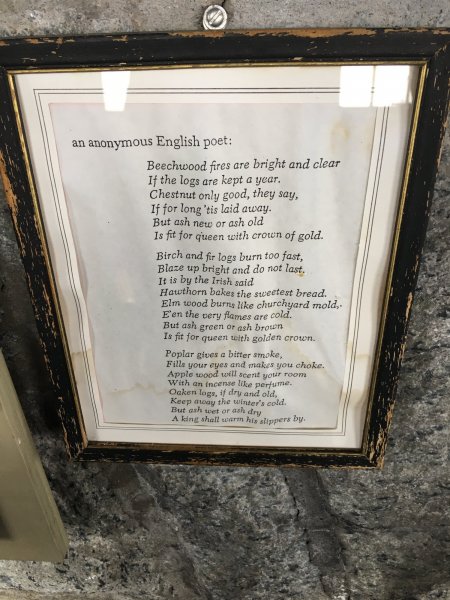 an anonymous English poet:
Beechwood fires are bright and clear
If the logs are kept a year.
Chestnut only good, they say,
If for long 'tis laid away.
But ash new or ash old
Is fit for queen with crown of gold.
Birch and fir logs burn too fast,
Blaze up bright and do not last,
It is by the Irish said
Hawthorn bakes the sweetest bread.
Elm wood burns like churchyard mold,
E'en the very flames are cold.
But ash green or ash brown
Is fit for queen with golden crown.
Poplar gives a bitter smoke,
Fills your eyes and makes you choke.
Apple wood will scent your room
With an incense like perfume.
Oaken logs, if dry and old,
Keep away the winter's cold.
But ash wet or ash dry
A king shall warm his slippers by.